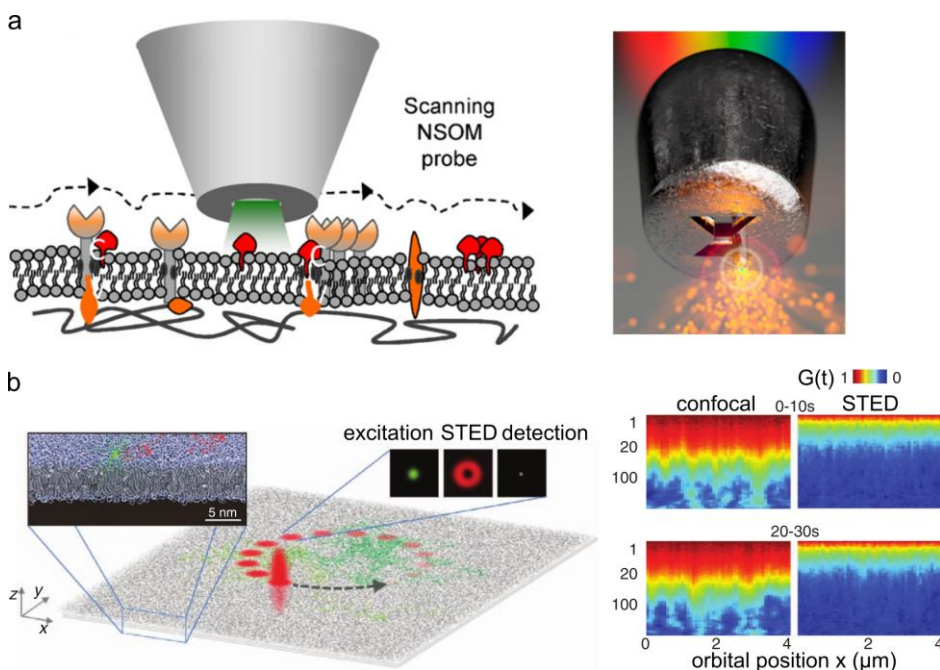 a
Scanning
NSOM
probe
b
excitation STED detection
5 nm
z
y
x
G(t) 1 0
confocal 0-10s STED
1
20
100
20-30s
1
20
100
0 2 4 2 4
orbital position x (μm)